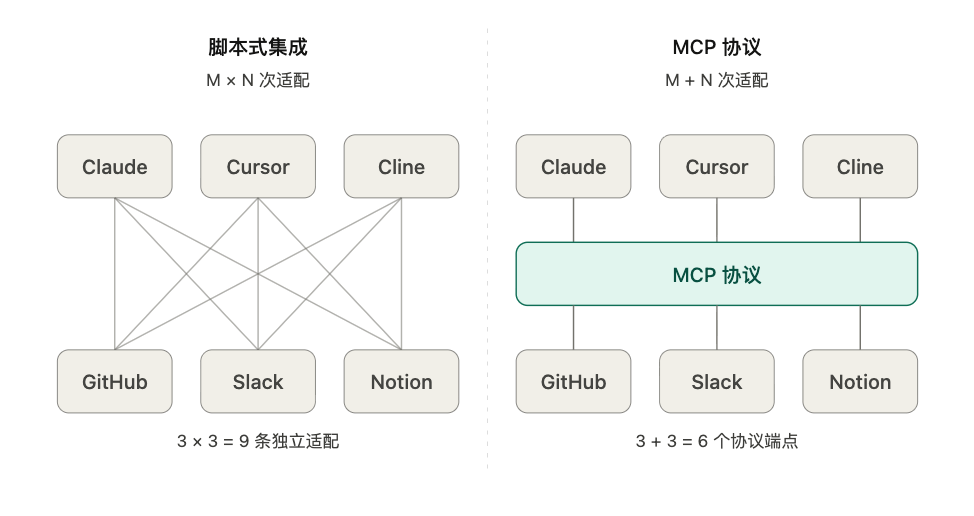 脚本式集成
M × N 次适配
Claude
Cursor
Cline
GitHub
Slack
Notion
3 × 3 = 9 条独立适配
MCP 协议
M + N 次适配
Claude
Cursor
Cline
MCP 协议
GitHub
Slack
Notion
3 + 3 = 6 个协议端点